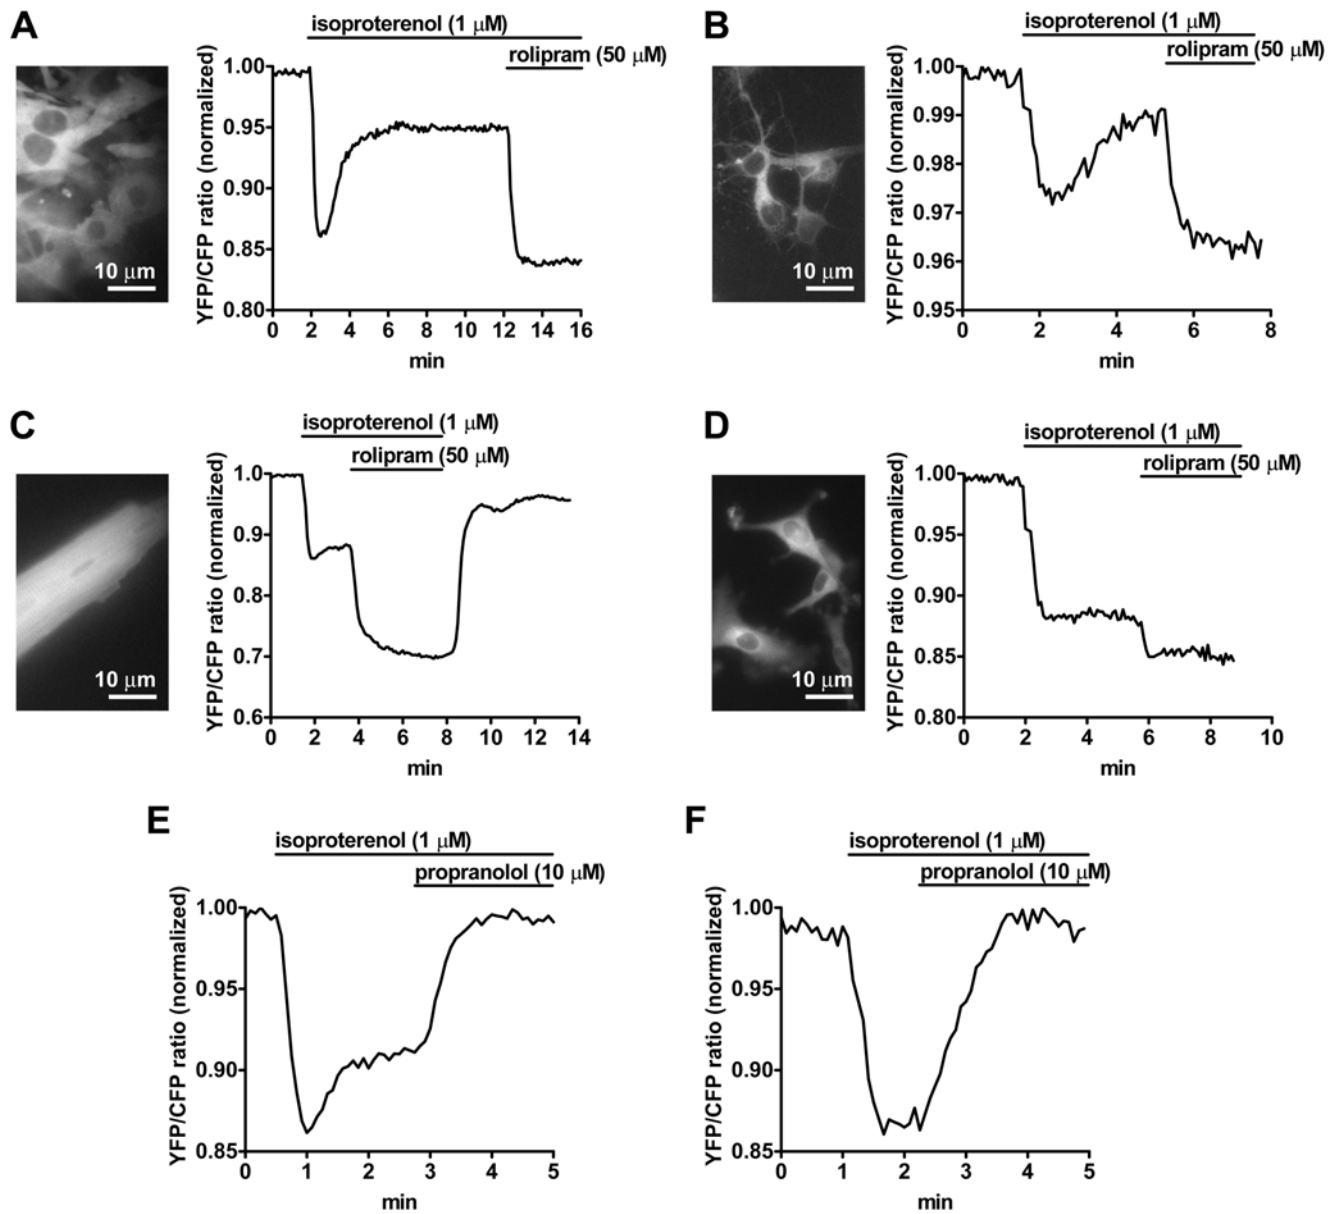 A
isoproterenol (1 μM)
rolipram (50 μM)
YFP/CFP ratio (normalized)
1.00
0.95
0.90
0.85
0.80
0 2 4 6 8 10 12 14 16
min
10 μm
B
isoproterenol (1 μM)
rolipram (50 μM)
YFP/CFP ratio (normalized)
1.00
0.99
0.98
0.97
0.96
0.95
0 2 4 6 8
min
10 μm
C
isoproterenol (1 μM)
rolipram (50 μM)
YFP/CFP ratio (normalized)
1.0
0.9
0.8
0.7
0.6
0 2 4 6 8 10 12 14
min
10 μm
D
isoproterenol (1 μM)
rolipram (50 μM)
YFP/CFP ratio (normalized)
1.00
0.95
0.90
0.85
0.80
0 2 4 6 8 10
min
10 μm
E
isoproterenol (1 μM)
propranolol (10 μM)
YFP/CFP ratio (normalized)
1.00
0.95
0.90
0.85
0 1 2 3 4 5
min
F
isoproterenol (1 μM)
propranolol (10 μM)
YFP/CFP ratio (normalized)
1.00
0.95
0.90
0.85
0 1 2 3 4 5
min